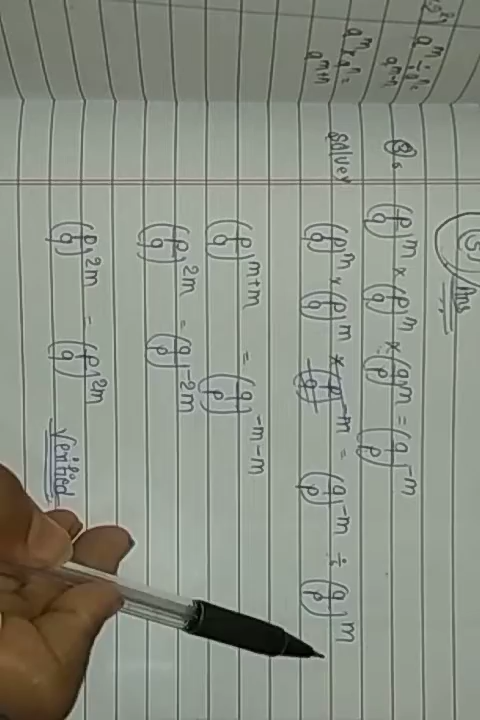 5) Ans
q^m ÷ q^n =
q^m-n
q^m × q^n =
q^m+n
Q.
(p/q)^m × (p/q)^m × (q/p)^m = (q/p)^-m
Solve:
(p/q)^m × (p/q)^m = (q/p)^-m ÷ (q/p)^m
(p/q)^m+m = (q/p)^-m-m
(p/q)^2m = (q/p)^-2m
(p/q)^2m = (p/q)^2m
Verified